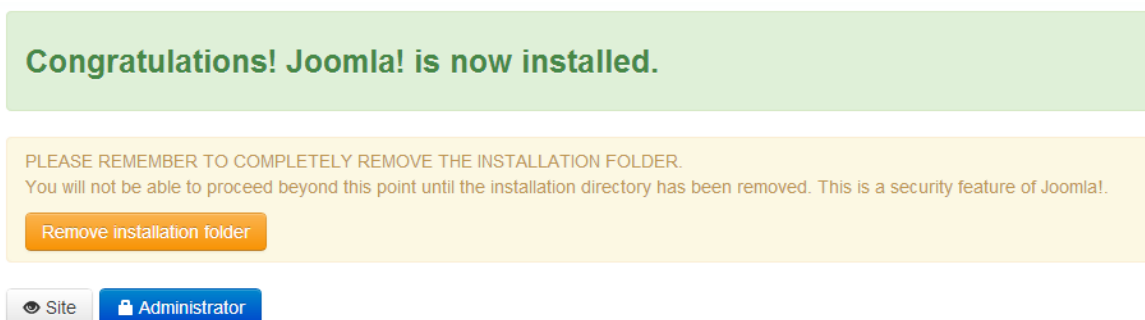 Congratulations! Joomla! is now installed.
PLEASE REMEMBER TO COMPLETELY REMOVE THE INSTALLATION FOLDER.
You will not be able to proceed beyond this point until the installation directory has been removed. This is a security feature of Joomla!.
Remove installation folder
Site Administrator